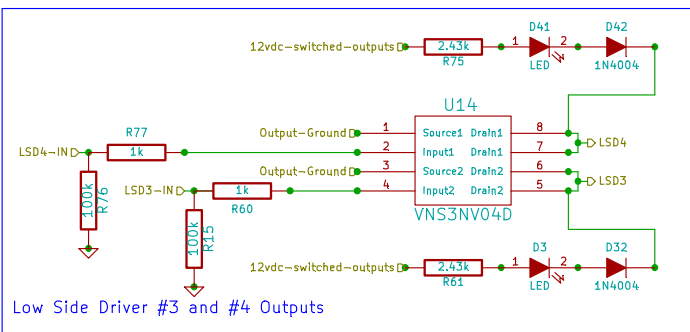 D41
D42
12vdc-switched-outputs
2.43k
1
2
R75
LED
1N4004
U14
R77
Output-Ground
1
Source1
Drain1
8
LSD4-IN
1k
2
Input1
Drain1
7
LSD4
Output-Ground
3
Source2
Drain2
6
LSD3
100k
R76
LSD3-IN
1k
4
Input2
Drain2
5
R60
VNS3NV04D
100k
R15
D3
D32
12vdc-switched-outputs
2.43k
1
2
R61
LED
1N4004
Low Side Driver #3 and #4 Outputs